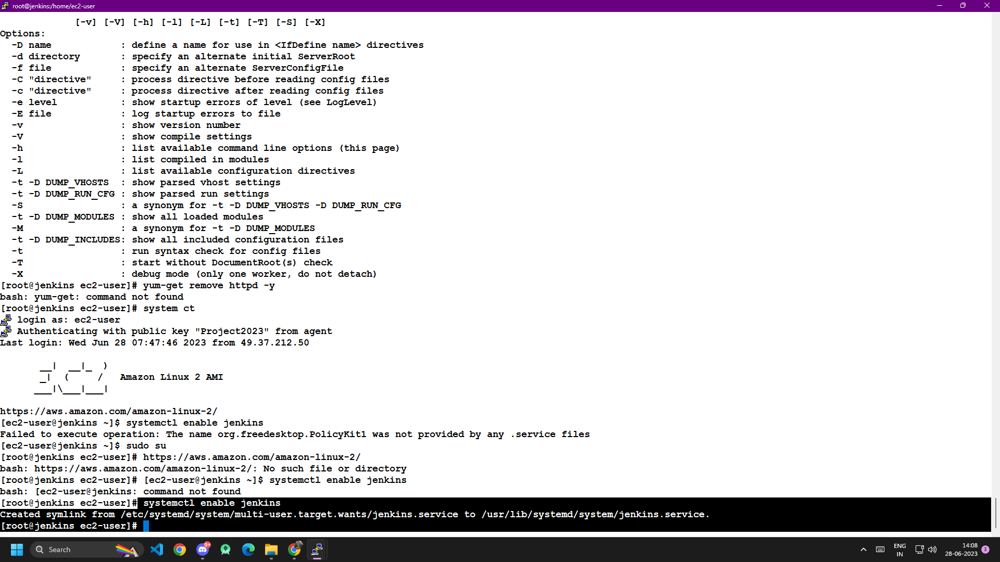 root@jenkins:/home/ec2-user
[-v] [-V] [-h] [-l] [-L] [-t] [-T] [-S] [-X]
Options:
  -D name            : define a name for use in <IfDefine name> directives
  -d directory       : specify an alternate initial ServerRoot
  -f file            : specify an alternate ServerConfigFile
  -C "directive"     : process directive before reading config files
  -c "directive"     : process directive after reading config files
  -e level           : show startup errors of level (see LogLevel)
  -E file            : log startup errors to file
  -v                 : show version number
  -V                 : show compile settings
  -h                 : list available command line options (this page)
  -l                 : list compiled in modules
  -L                 : list available configuration directives
  -t -D DUMP_VHOSTS  : show parsed vhost settings
  -t -D DUMP_RUN_CFG : show parsed run settings
  -S                 : a synonym for -t -D DUMP_VHOSTS -D DUMP_RUN_CFG
  -t -D DUMP_MODULES : show all loaded modules
  -M                 : a synonym for -t -D DUMP_MODULES
  -t -D DUMP_INCLUDES: show all included configuration files
  -t                 : run syntax check for config files
  -T                 : start without DocumentRoot(s) check
  -X                 : debug mode (only one worker, do not detach)
[root@jenkins ec2-user]# yum-get remove httpd -y
bash: yum-get: command not found
[root@jenkins ec2-user]# system ct
login as: ec2-user
Authenticating with public key "Project2023" from agent
Last login: Wed Jun 28 07:47:46 2023 from 49.37.212.50
       __|  __|_  )
       _|  (     /   Amazon Linux 2 AMI
      ___|\___|___|
https://aws.amazon.com/amazon-linux-2/
[ec2-user@jenkins ~]$ systemctl enable jenkins
Failed to execute operation: The name org.freedesktop.PolicyKit1 was not provided by any .service files
[ec2-user@jenkins ~]$ sudo su
[root@jenkins ec2-user]# https://aws.amazon.com/amazon-linux-2/
bash: https://aws.amazon.com/amazon-linux-2/: No such file or directory
[root@jenkins ec2-user]# [ec2-user@jenkins ~]$ systemctl enable jenkins
bash: [ec2-user@jenkins: command not found
[root@jenkins ec2-user]# systemctl enable jenkins
Created symlink from /etc/systemd/system/multi-user.target.wants/jenkins.service to /usr/lib/systemd/system/jenkins.service.
[root@jenkins ec2-user]#
Search
9+
ENG
IN
14:08
28-06-2023
3